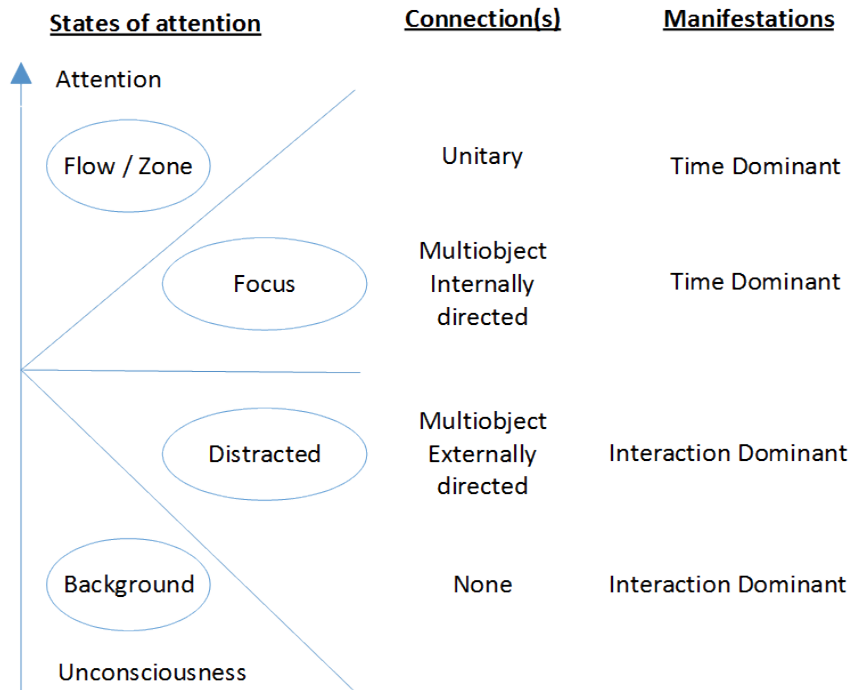 States of attention Connection(s) Manifestations
Attention
Flow / Zone Unitary Time Dominant
Multiobject
Focus Internally Time Dominant
directed
Multiobject
Distracted Externally Interaction Dominant
directed
Background None Interaction Dominant
Unconsciousness